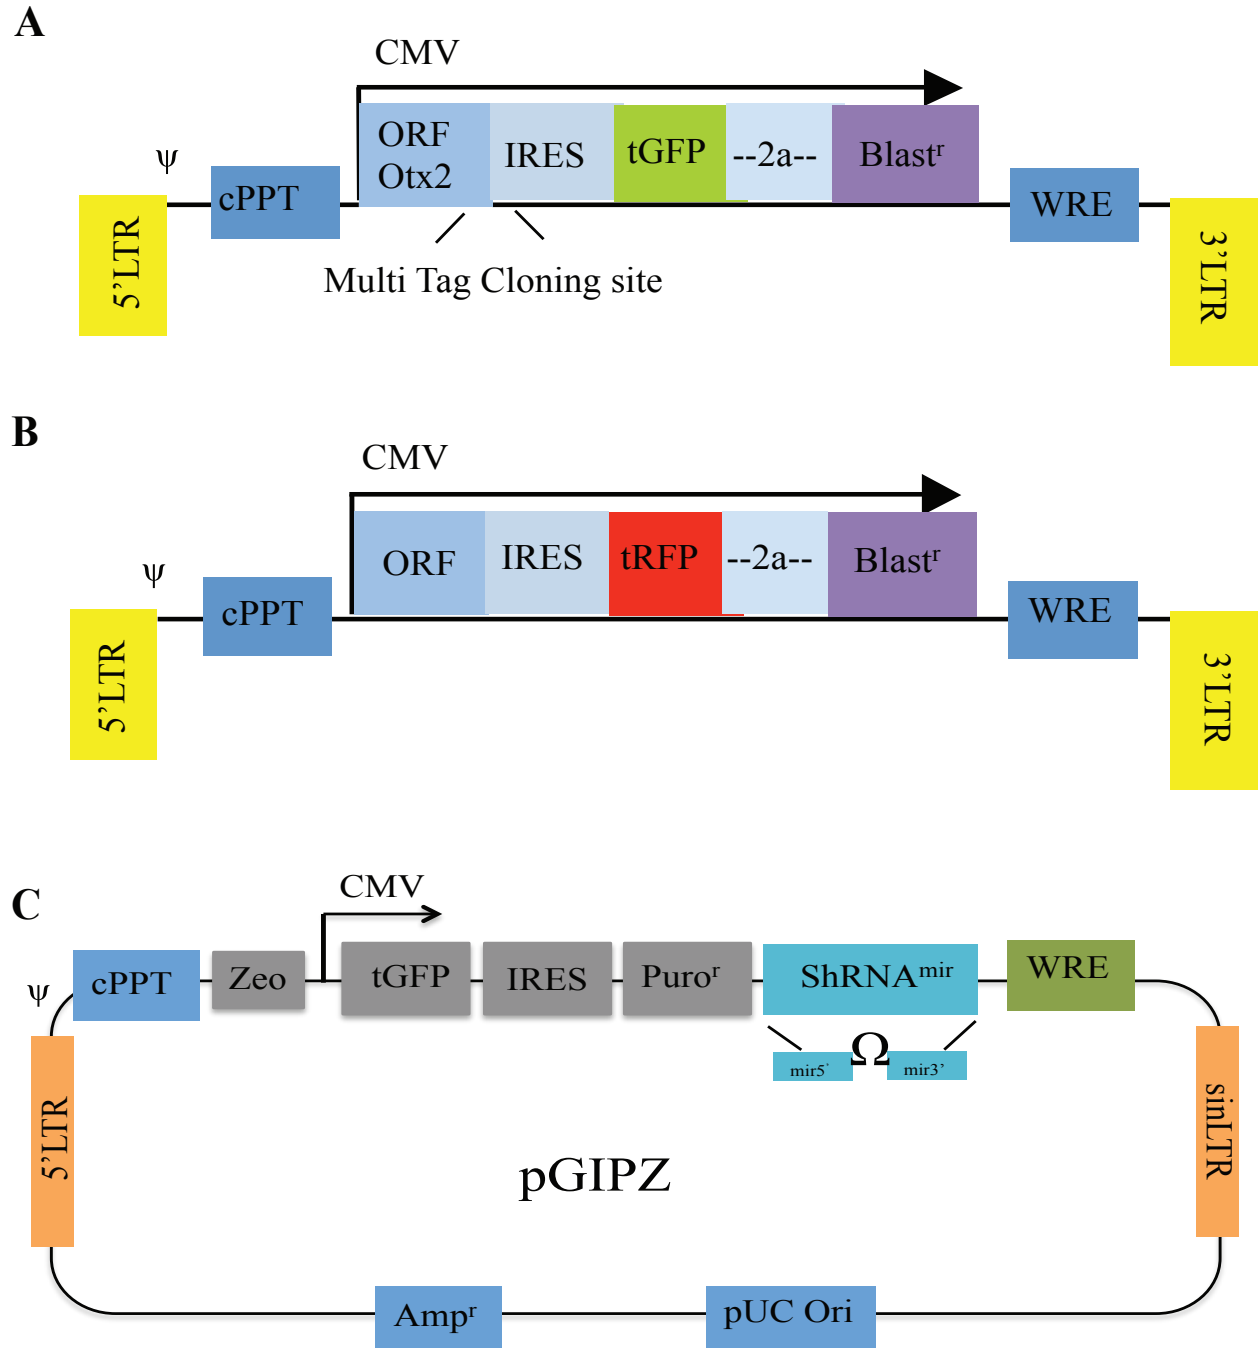 A
CMV
ψ
cPPT
ORF
Otx2
IRES
tGFP
--2a--
Blastʳ
WRE
5'LTR
3'LTR
Multi Tag Cloning site
B
CMV
ψ
cPPT
ORF
IRES
tRFP
--2a--
Blastʳ
WRE
5'LTR
3'LTR
C
CMV
ψ
cPPT
Zeo
tGFP
IRES
Puroʳ
ShRNAᵐⁱʳ
WRE
mir5'
Ω
mir3'
5'LTR
sinLTR
pGIPZ
Ampʳ
pUC Ori